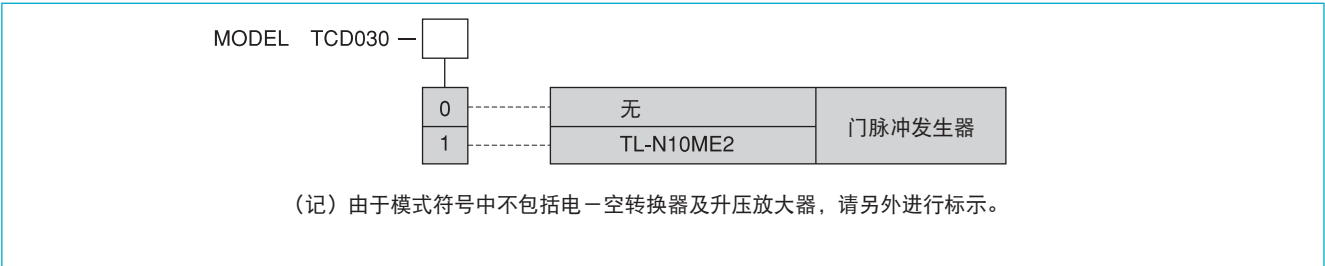 MODEL TCD030 —
0 无 门脉冲发生器
1 TL-N10ME2
（记）由于模式符号中不包括电－空转换器及升压放大器，请另外进行标示。